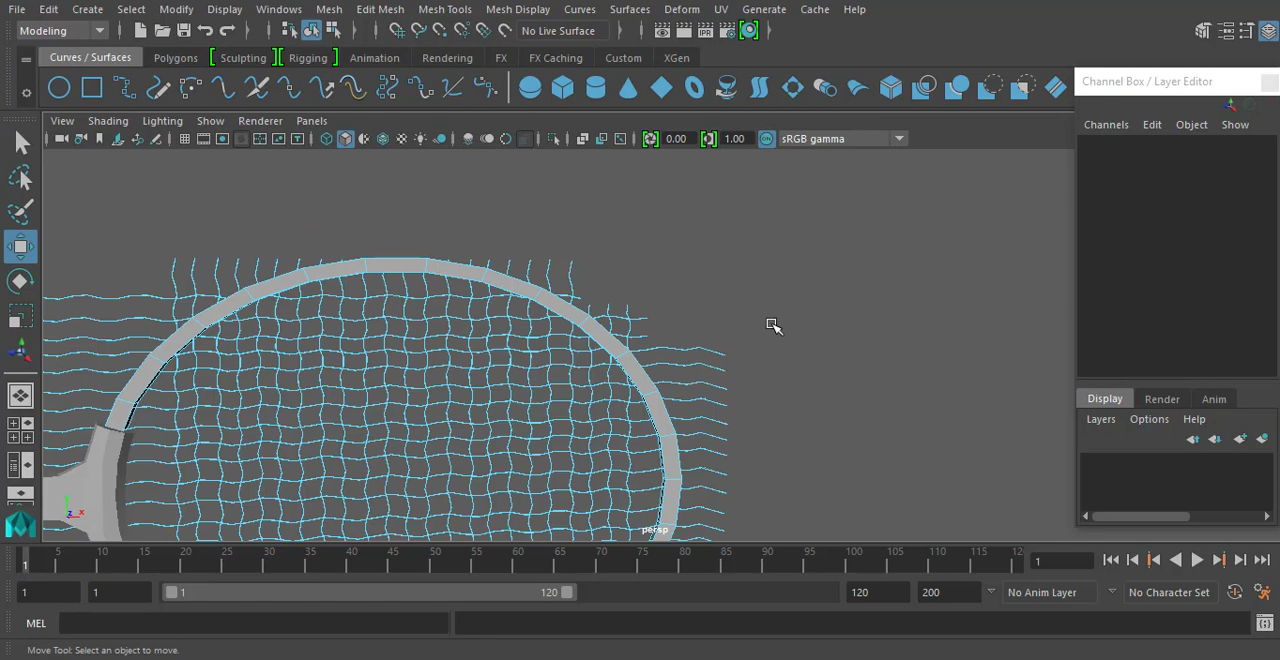 File Edit Create Select Modify Display Windows Mesh Edit Mesh Mesh Tools Mesh Display Curves Surfaces Deform UV Generate Cache Help
Modeling No Live Surface
Curves / Surfaces Polygons Sculpting Rigging Animation Rendering FX FX Caching Custom XGen
Channel Box / Layer Editor
View Shading Lighting Show Renderer Panels
Channels Edit Object Show
0.00 1.00 ON sRGB gamma
Display Render Anim
Layers Options Help
persp
5 10 15 20 25 30 35 40 45 50 55 60 65 70 75 80 85 90 95 100 105 110 115 12
1 1
1 1 1 120 120 200 No Anim Layer No Character Set
MEL
Move Tool: Select an object to move.